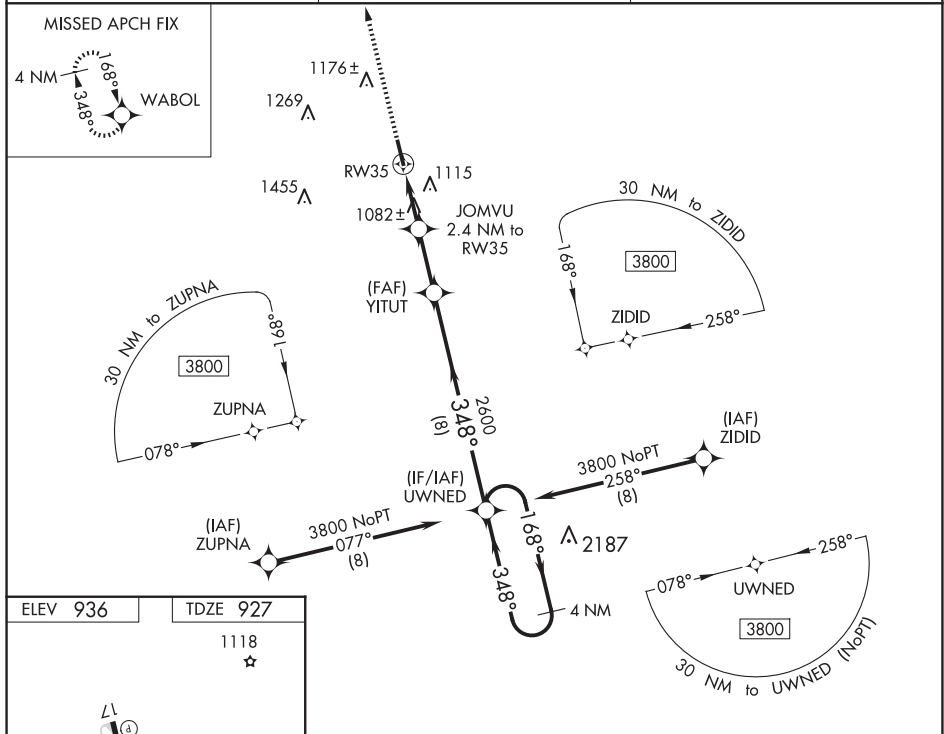 MISSED APCH FIX
4 NM
168°
348°
WABOL
1176±
1269
1455
RW35
1115
1082±
JOMVU
2.4 NM to
RW35
(FAF)
YITUT
30 NM to ZIDID
168°
3800
ZIDID
258°
30 NM to ZUPNA
168°
3800
ZUPNA
078°
2600
348°
(8)
(IAF)
ZIDID
3800 NoPT
258°
(8)
(IF/IAF)
UWNED
(IAF)
ZUPNA
3800 NoPT
077°
(8)
168°
348°
2187
4 NM
078°
258°
UWNED
3800
30 NM to UWNED (NoPT)
ELEV 936
TDZE 927
1118
17
P